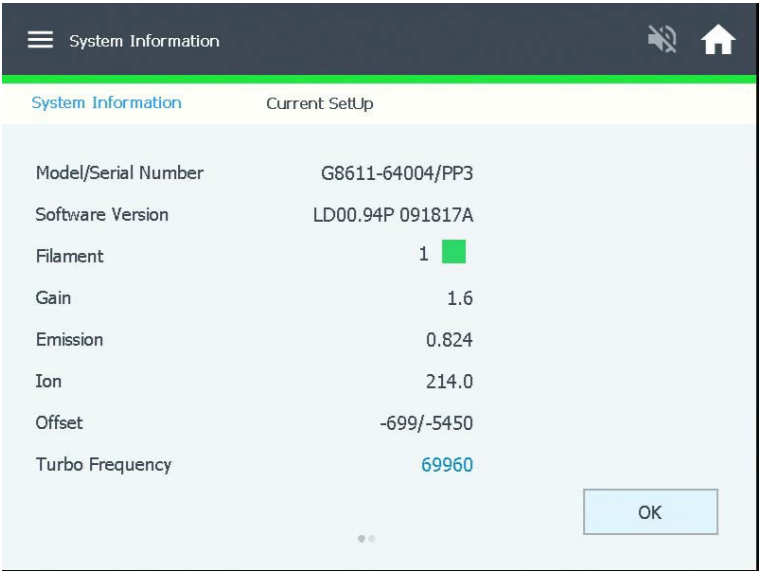 System Information
System Information Current SetUp
Model/Serial Number G8611-64004/PP3
Software Version LD00.94P 091817A
Filament 1
Gain 1.6
Emission 0.824
Ion 214.0
Offset -699/-5450
Turbo Frequency 69960
OK